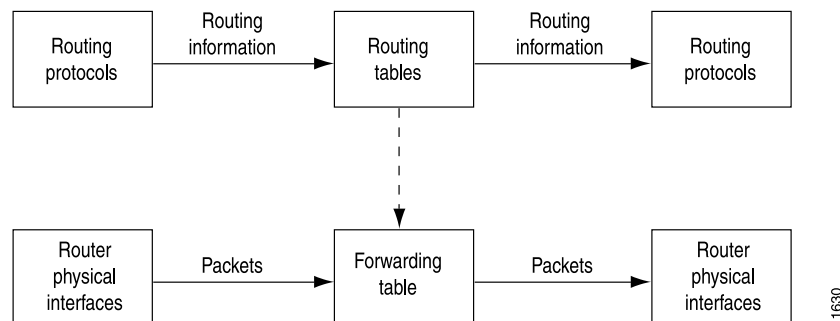 Routing
protocols
Routing
information
Routing
tables
Routing
information
Routing
protocols
Router
physical
interfaces
Packets
Forwarding
table
Packets
Router
physical
interfaces
1630